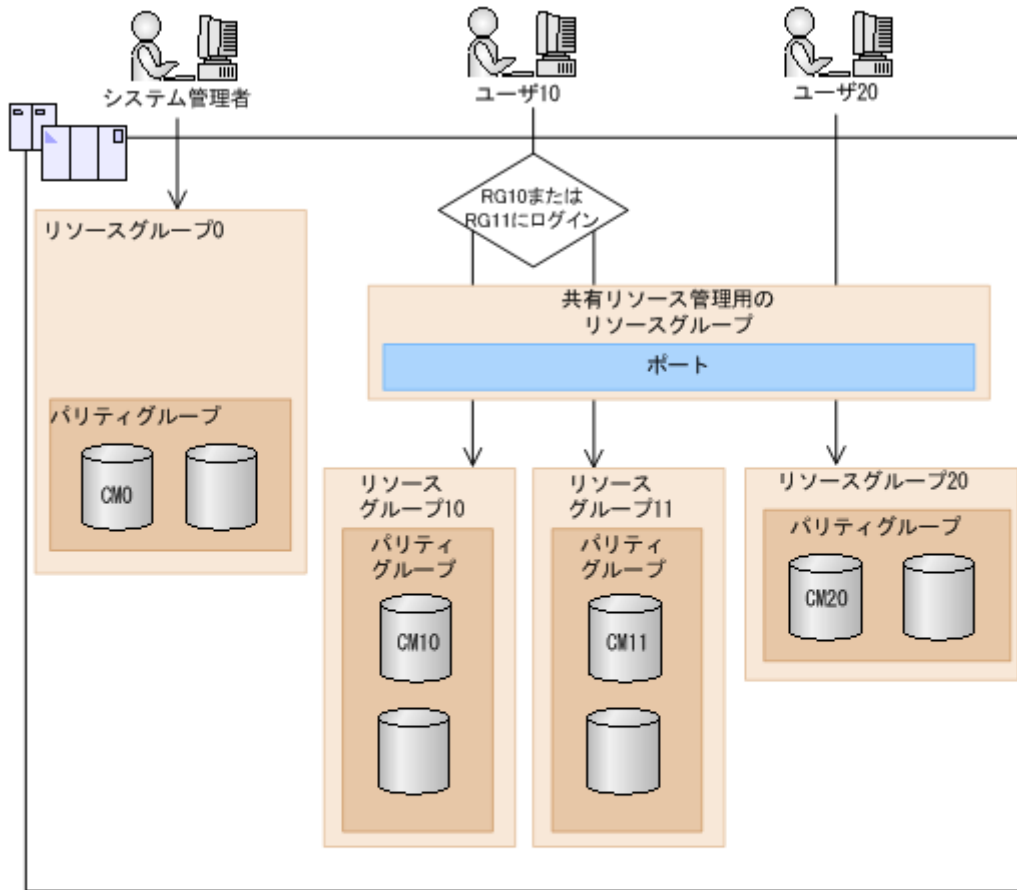 システム管理者
ユーザ10
ユーザ20
RG10または
RG11にログイン
リソースグループ0
共有リソース管理用の
リソースグループ
ポート
パリティグループ
CM0
リソース
グループ10
パリティ
グループ
CM10
リソース
グループ11
パリティ
グループ
CM11
リソースグループ20
パリティグループ
CM20